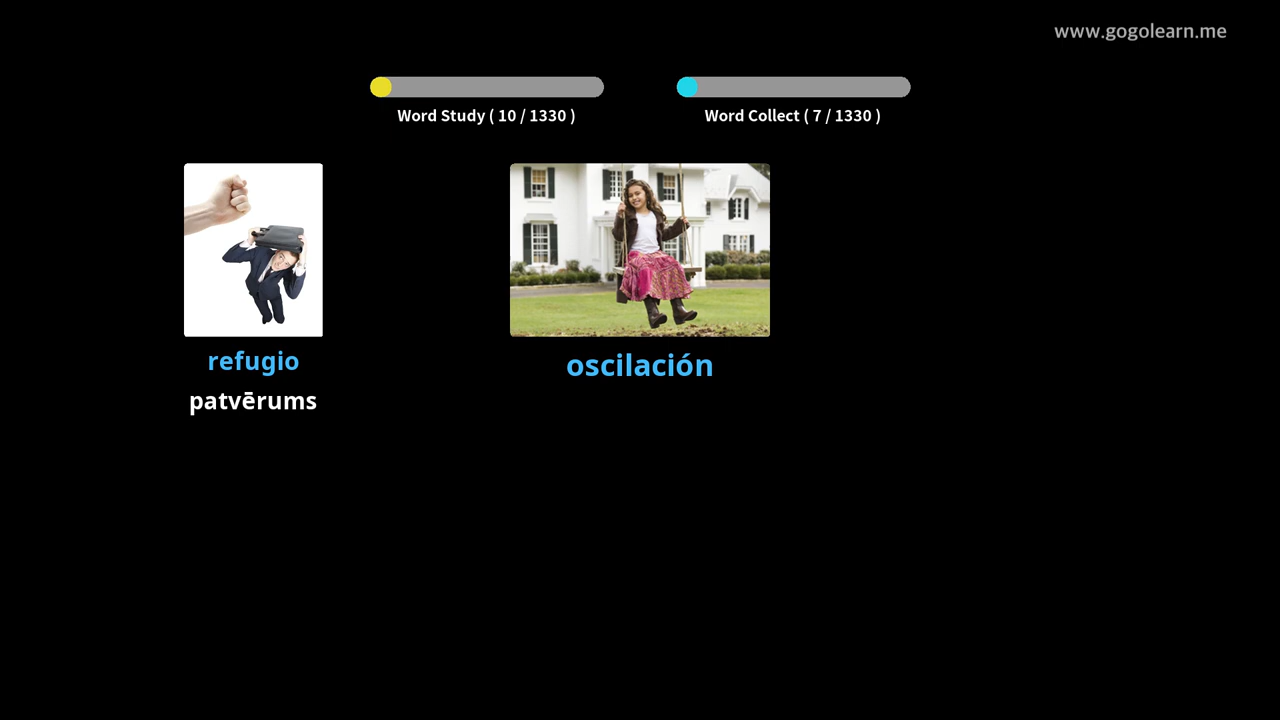 www.gogolearn.me
Word Study ( 10 / 1330 )
Word Collect ( 7 / 1330 )
refugio
patvērums
oscilación